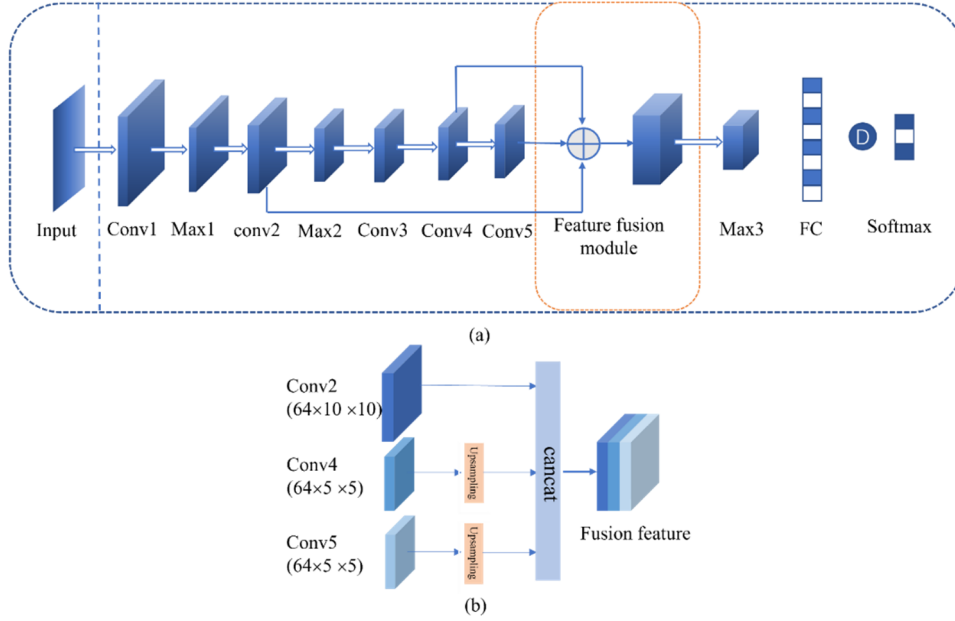 Input
Conv1
Max1
conv2
Max2
Conv3
Conv4
Conv5
Feature fusion
module
Max3
FC
D
Softmax
(a)
Conv2
(64×10 ×10)
Conv4
(64×5 ×5)
Conv5
(64×5 ×5)
Upsampling
Upsampling
cancat
Fusion feature
(b)